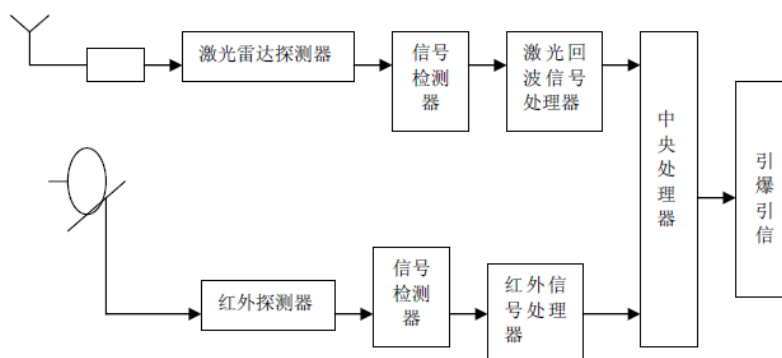 激光雷达探测器
信号
检测
器
激光回
波信号
处理器
中
央
处
理
器
引
爆
引
信
红外探测器
信号
检测
器
红外信
号处理
器